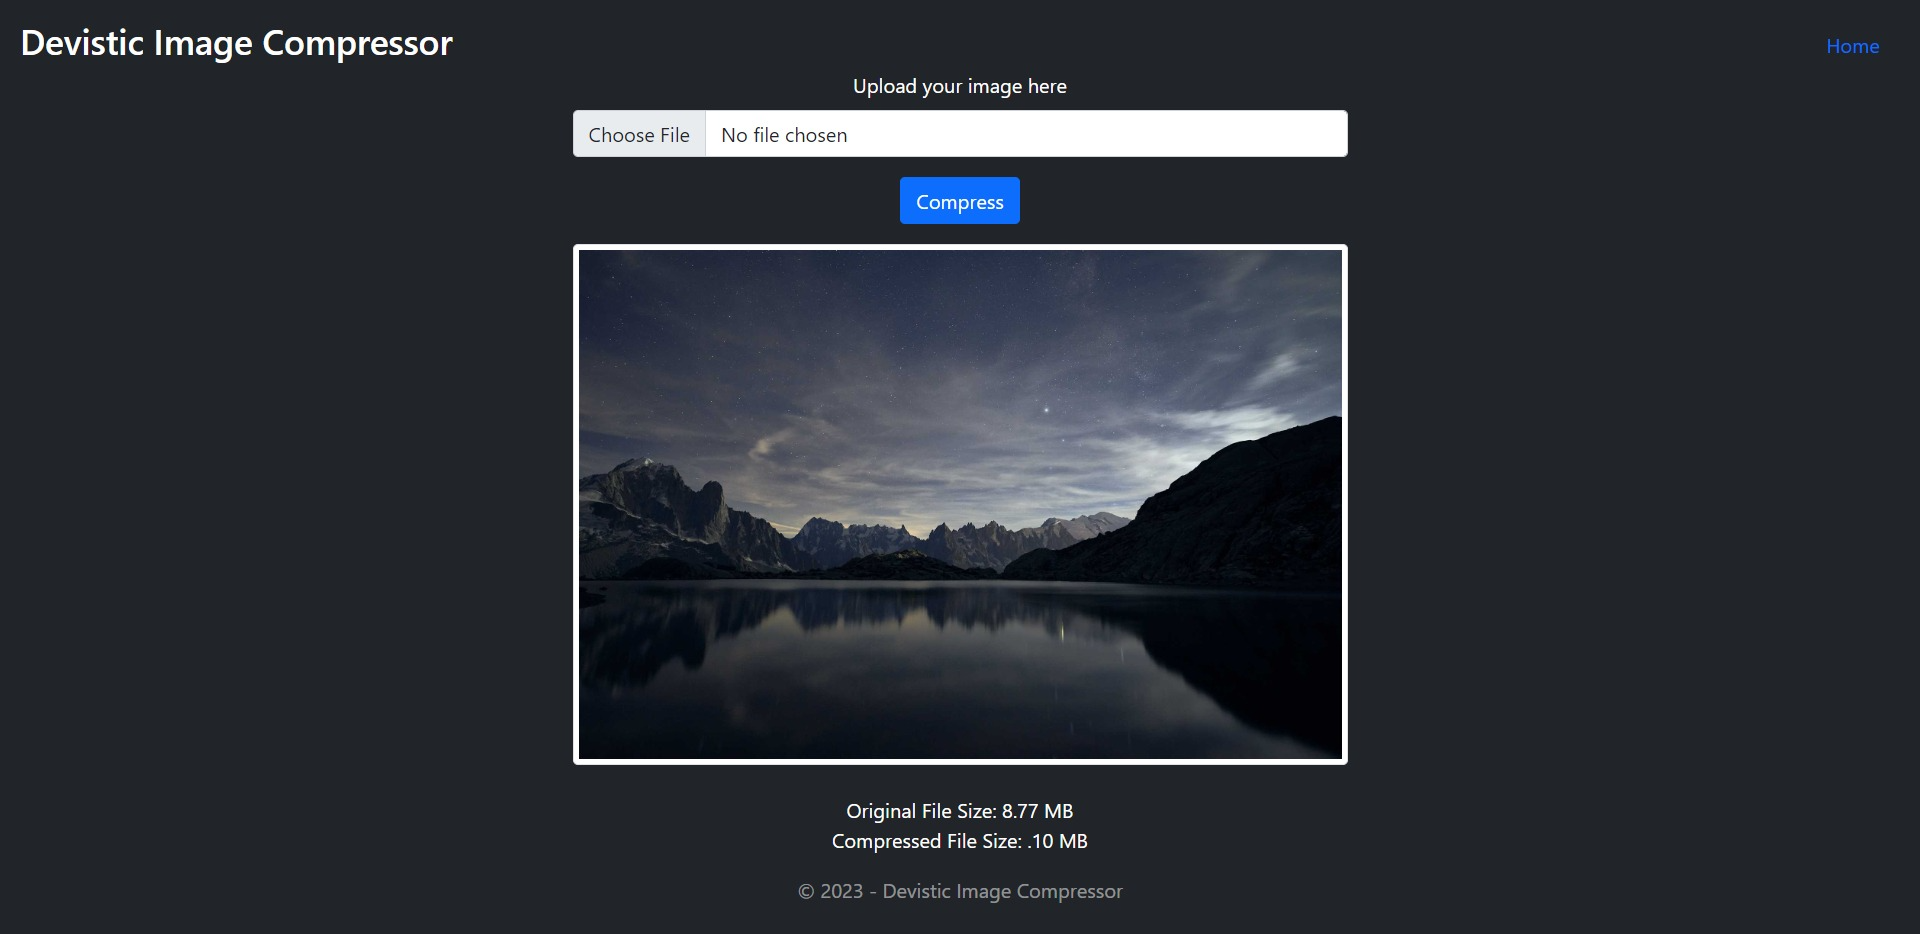 Devistic Image Compressor
Home
Upload your image here
Choose File No file chosen
Compress
Original File Size: 8.77 MB
Compressed File Size: .10 MB
© 2023 - Devistic Image Compressor